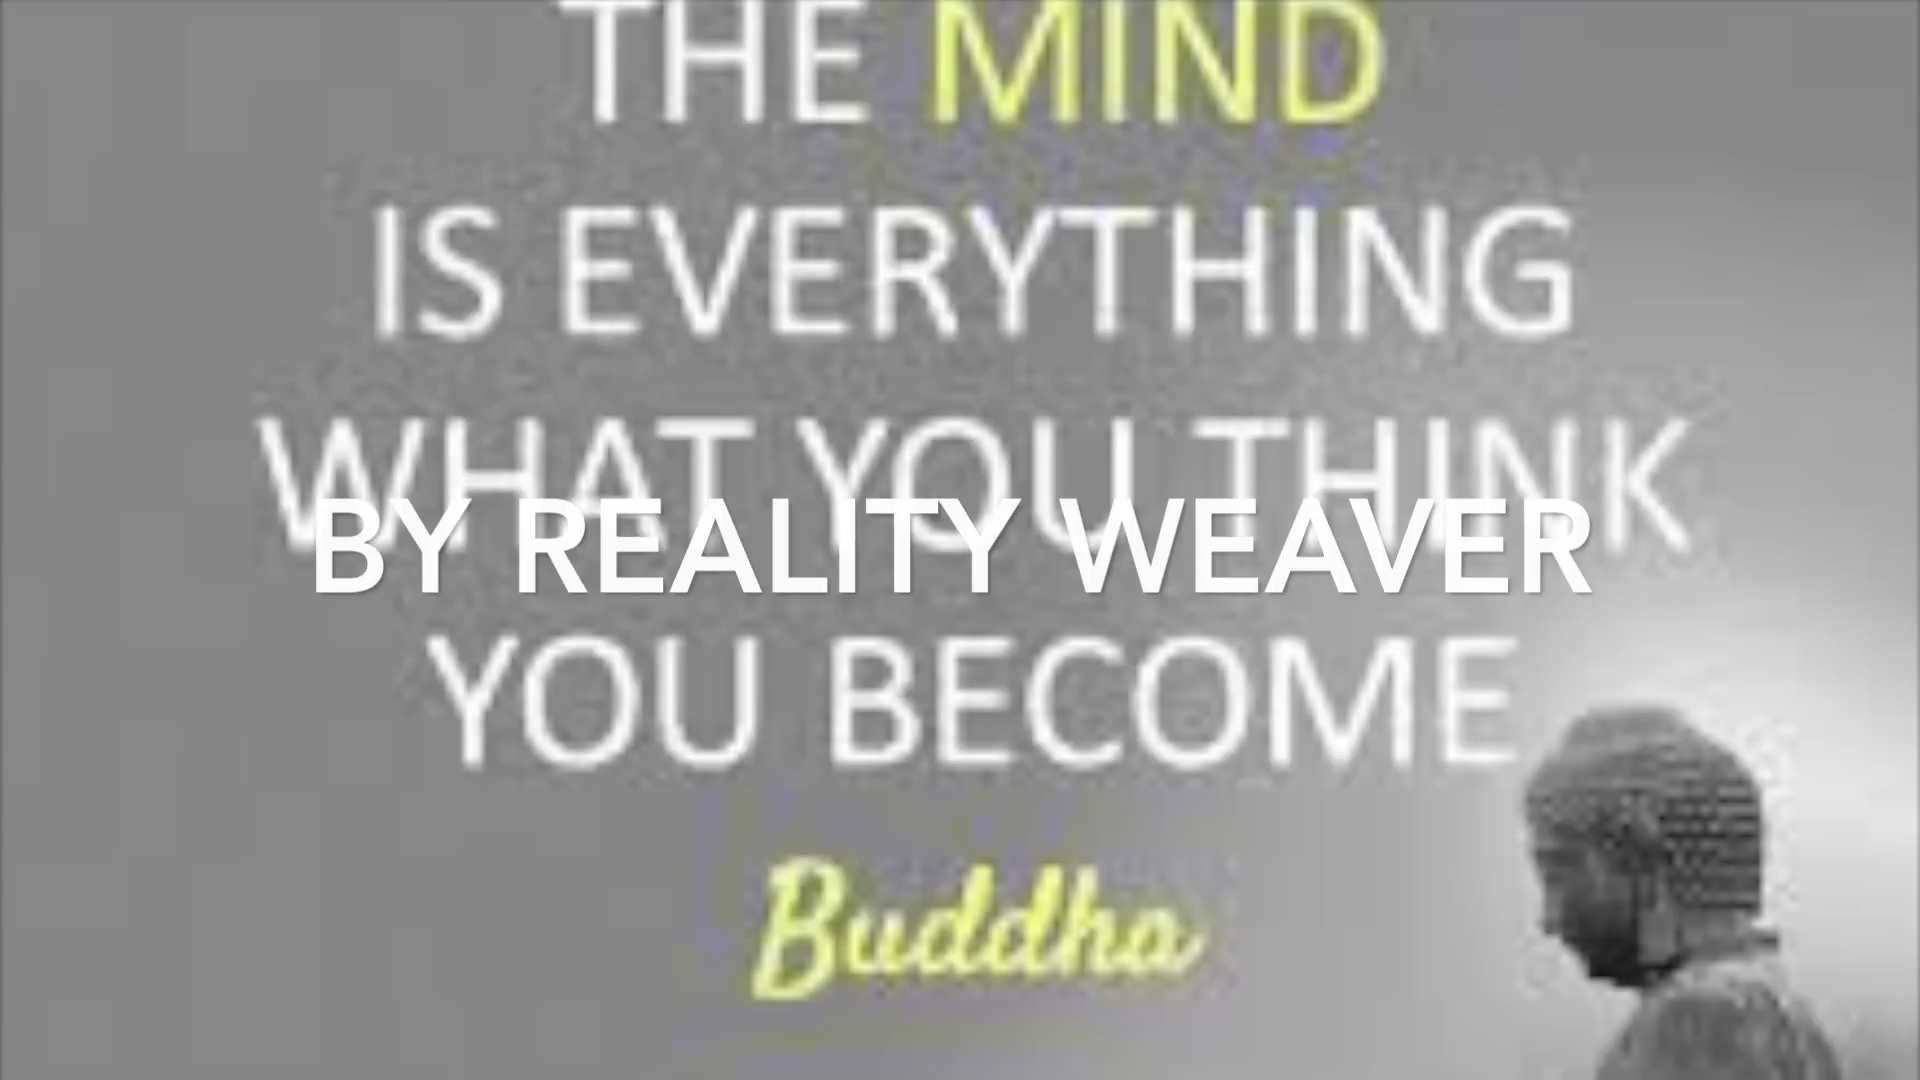 THE MIND
IS EVERYTHING
WHAT YOU THINK
BY REALITY WEAVER
YOU BECOME
Buddha